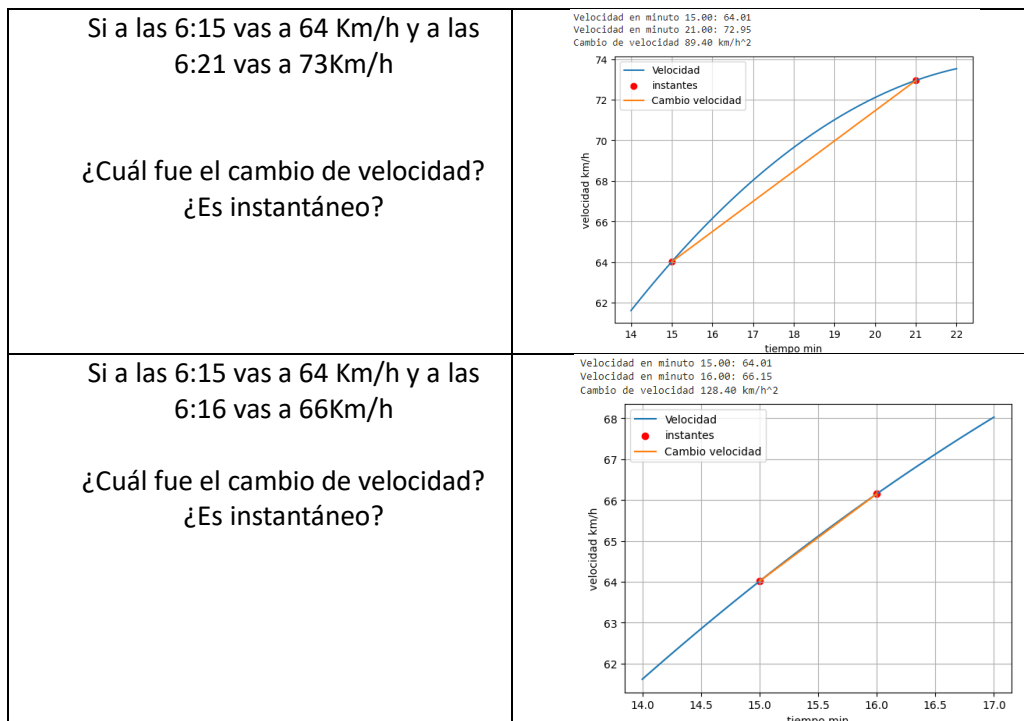 Si a las 6:15 vas a 64 Km/h y a las
6:21 vas a 73Km/h
¿Cuál fue el cambio de velocidad?
¿Es instantáneo?
Velocidad en minuto 15.00: 64.01
Velocidad en minuto 21.00: 72.95
Cambio de velocidad 89.40 km/h^2
Velocidad
instantes
Cambio velocidad
velocidad km/h
74
72
70
68
66
64
62
14 15 16 17 18 19 20 21 22
tiempo min
Si a las 6:15 vas a 64 Km/h y a las
6:16 vas a 66Km/h
¿Cuál fue el cambio de velocidad?
¿Es instantáneo?
Velocidad en minuto 15.00: 64.01
Velocidad en minuto 16.00: 66.15
Cambio de velocidad 128.40 km/h^2
Velocidad
instantes
Cambio velocidad
velocidad km/h
68
67
66
65
64
63
62
14.0 14.5 15.0 15.5 16.0 16.5 17.0
tiempo min